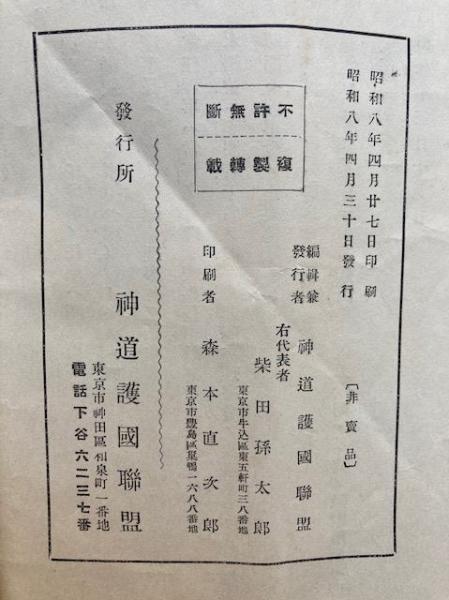 昭和八年四月廿七日印刷
昭和八年四月三十日發行
〔非賣品〕
不許無斷
複製轉載
編輯兼
發行者
神道護國聯盟
右代表者
柴田孫太郎
東京市牛込區東五軒町三八番地
印刷者
森本直次郎
東京市豊島區巣鴨一六八八番地
發行所
神道護國聯盟
東京市神田區和泉町一番地
電話下谷六二三七番